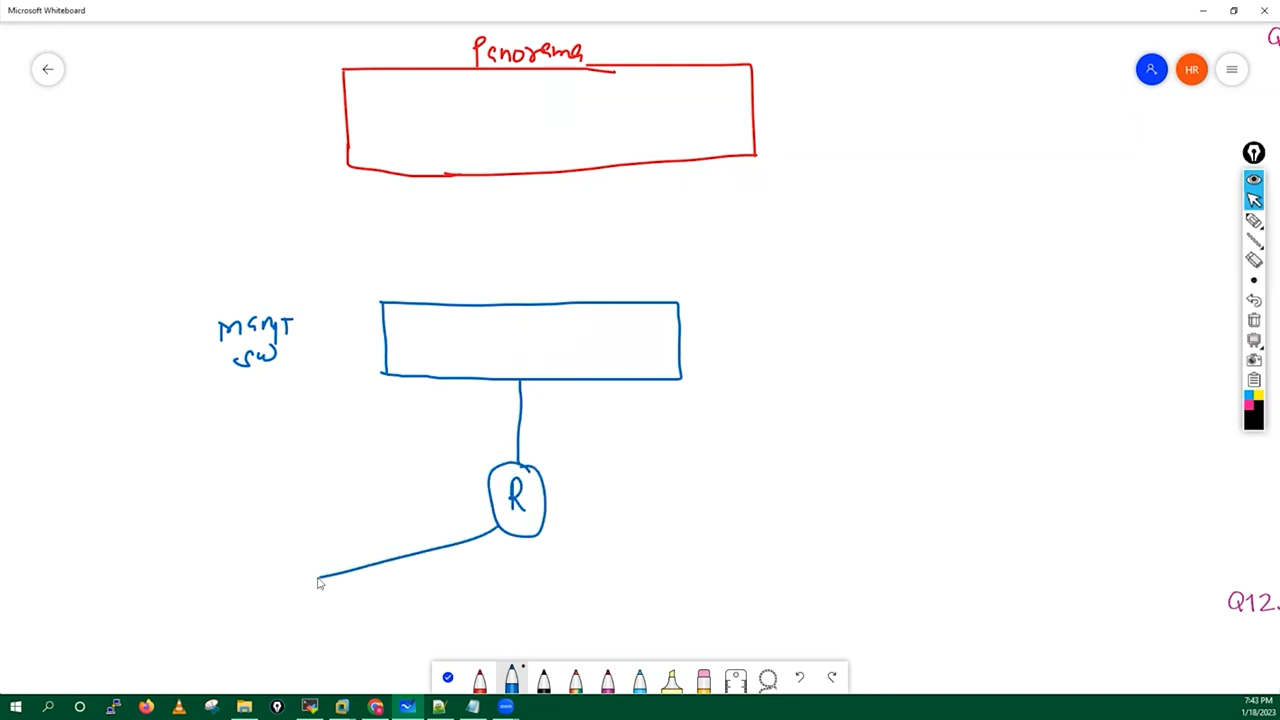 Microsoft Whiteboard
Panorama
Q
HR
MGMT
SW
R
Q12.
7:43 PM
1/18/2023